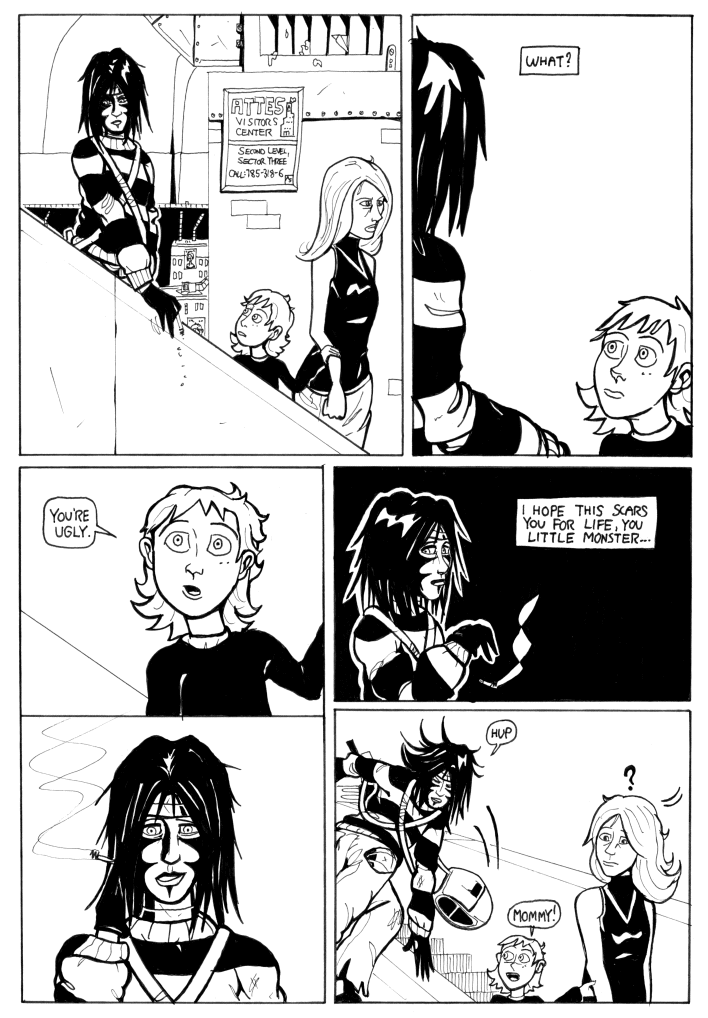 ATTES
VISITORS
CENTER
SECOND LEVEL,
SECTOR THREE
CALL:785-318-6
WHAT?
YOU'RE
UGLY.
I HOPE THIS SCARS
YOU FOR LIFE, YOU
LITTLE MONSTER...
HUP
?
MOMMY!